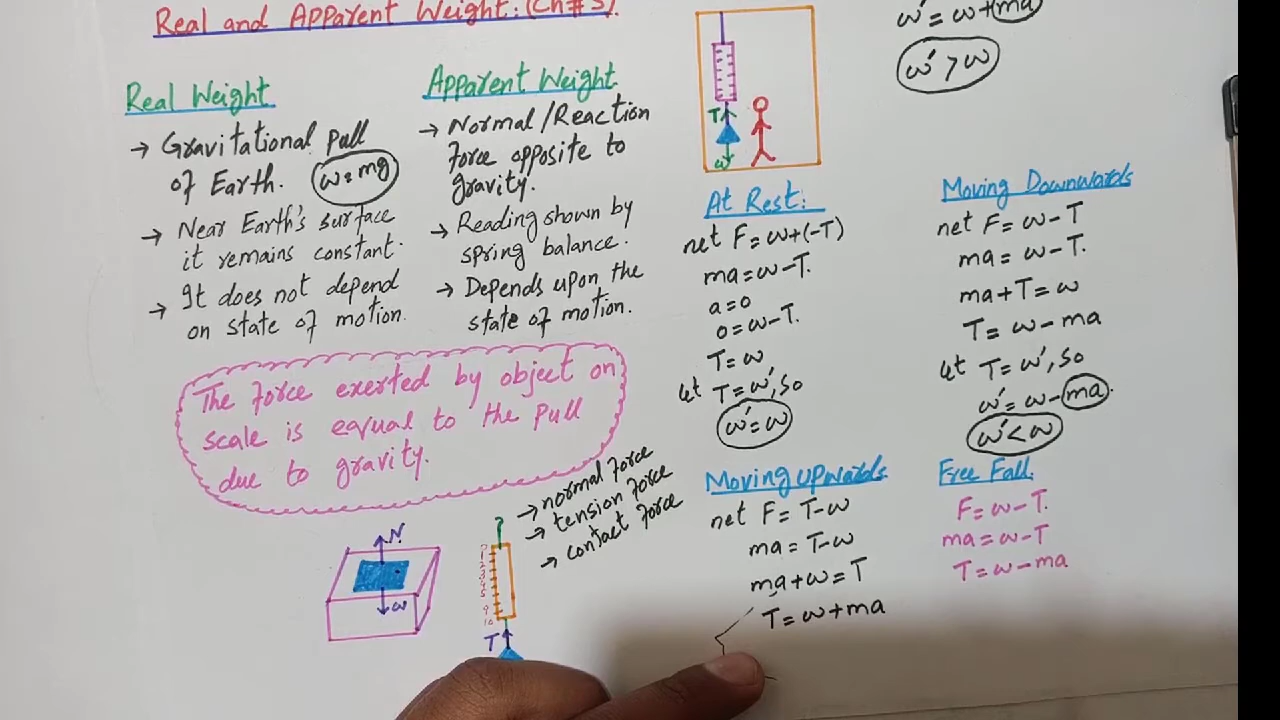 Real and Apparent Weight: (Ch#3).
Real Weight
→ Gravitational pull
of Earth. w=mg
→ Near Earth's surface
it remains constant.
→ It does not depend
on state of motion.
Apparent Weight
→ Normal/Reaction
force opposite to
gravity.
→ Reading shown by
spring balance.
→ Depends upon the
state of motion.
The force exerted by object on
scale is equal to the pull
due to gravity.
N
w
→ normal force
→ tension force
→ contact force
T
T
w
At Rest:
net F = w+(-T)
ma = w-T.
a=0
0=w-T.
T=w
let T=w', so
w'=w
Moving Upwards
net F = T-w
ma = T-w
ma+w=T
T=w+ma
w'=w+ma
w'>w
Moving Downwards
net F = w-T
ma = w-T.
ma+T=w
T=w-ma
let T=w', so
w'=w-ma.
w'<w
Free Fall.
F=w-T.
ma=w-T
T=w-ma